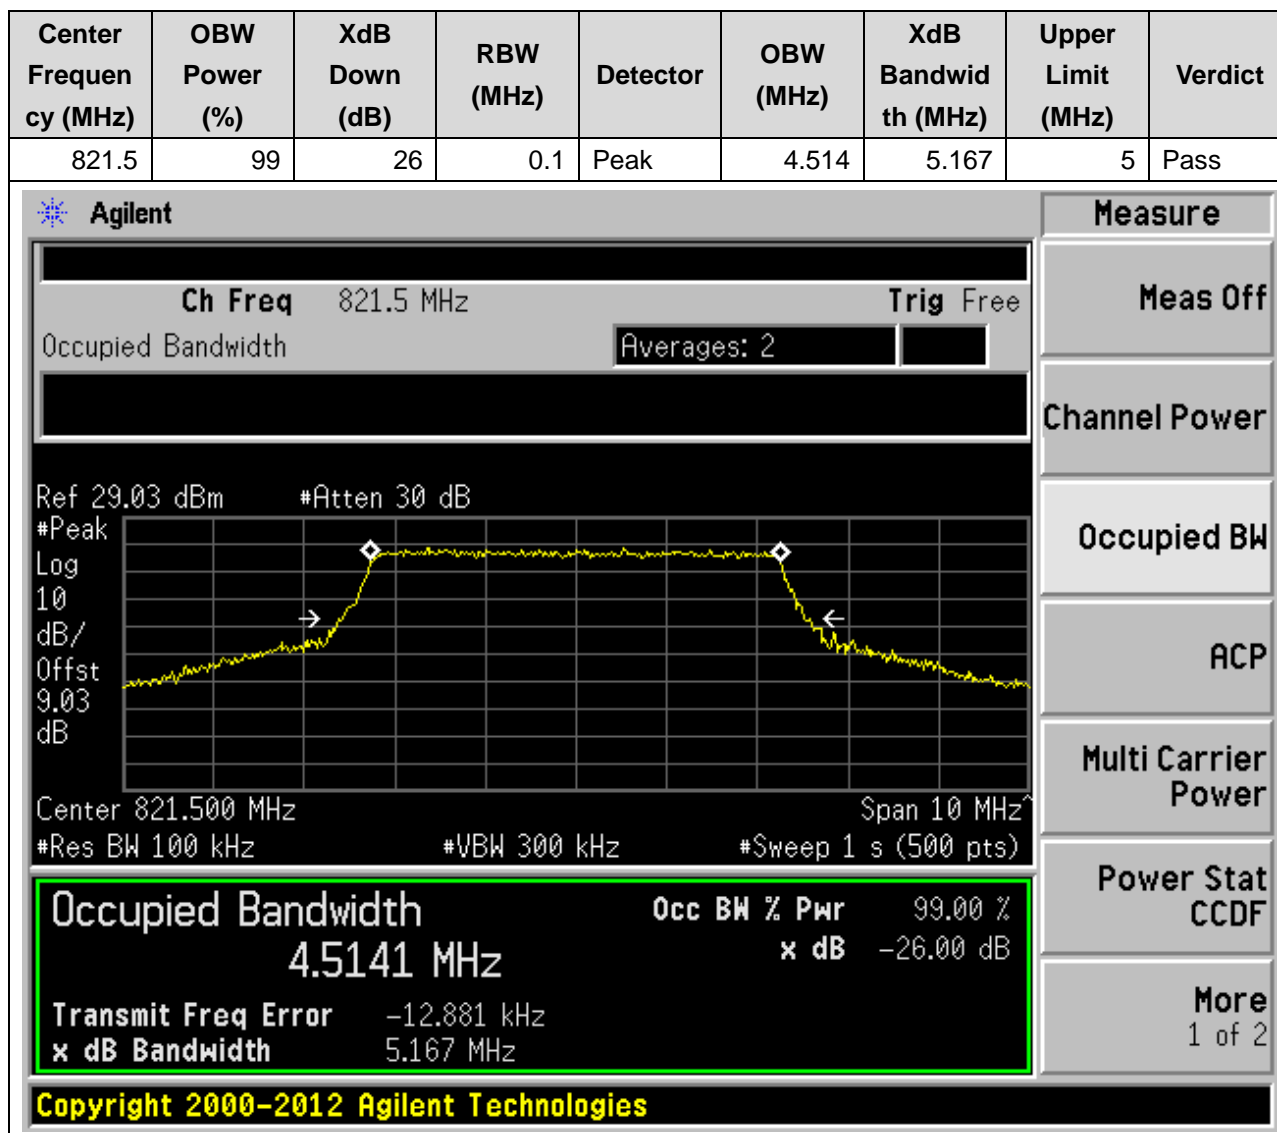 Center Frequen cy (MHz) OBW Power (%) XdB Down (dB) RBW (MHz) Detector OBW (MHz) XdB Bandwid th (MHz) Upper Limit (MHz) Verdict
821.5 99 26 0.1 Peak 4.514 5.167 5 Pass
Agilent
Ch Freq 821.5 MHz Trig Free
Occupied Bandwidth Averages: 2
Ref 29.03 dBm #Atten 30 dB
#Peak
Log
10
dB/
Offst
9.03
dB
Center 821.500 MHz Span 10 MHz^
#Res BW 100 kHz #VBW 300 kHz #Sweep 1 s (500 pts)
Occupied Bandwidth Occ BW % Pwr 99.00 %
4.5141 MHz x dB -26.00 dB
Transmit Freq Error -12.881 kHz
x dB Bandwidth 5.167 MHz
Copyright 2000-2012 Agilent Technologies
Measure
Meas Off
Channel Power
Occupied BW
ACP
Multi Carrier
Power
Power Stat
CCDF
More
1 of 2